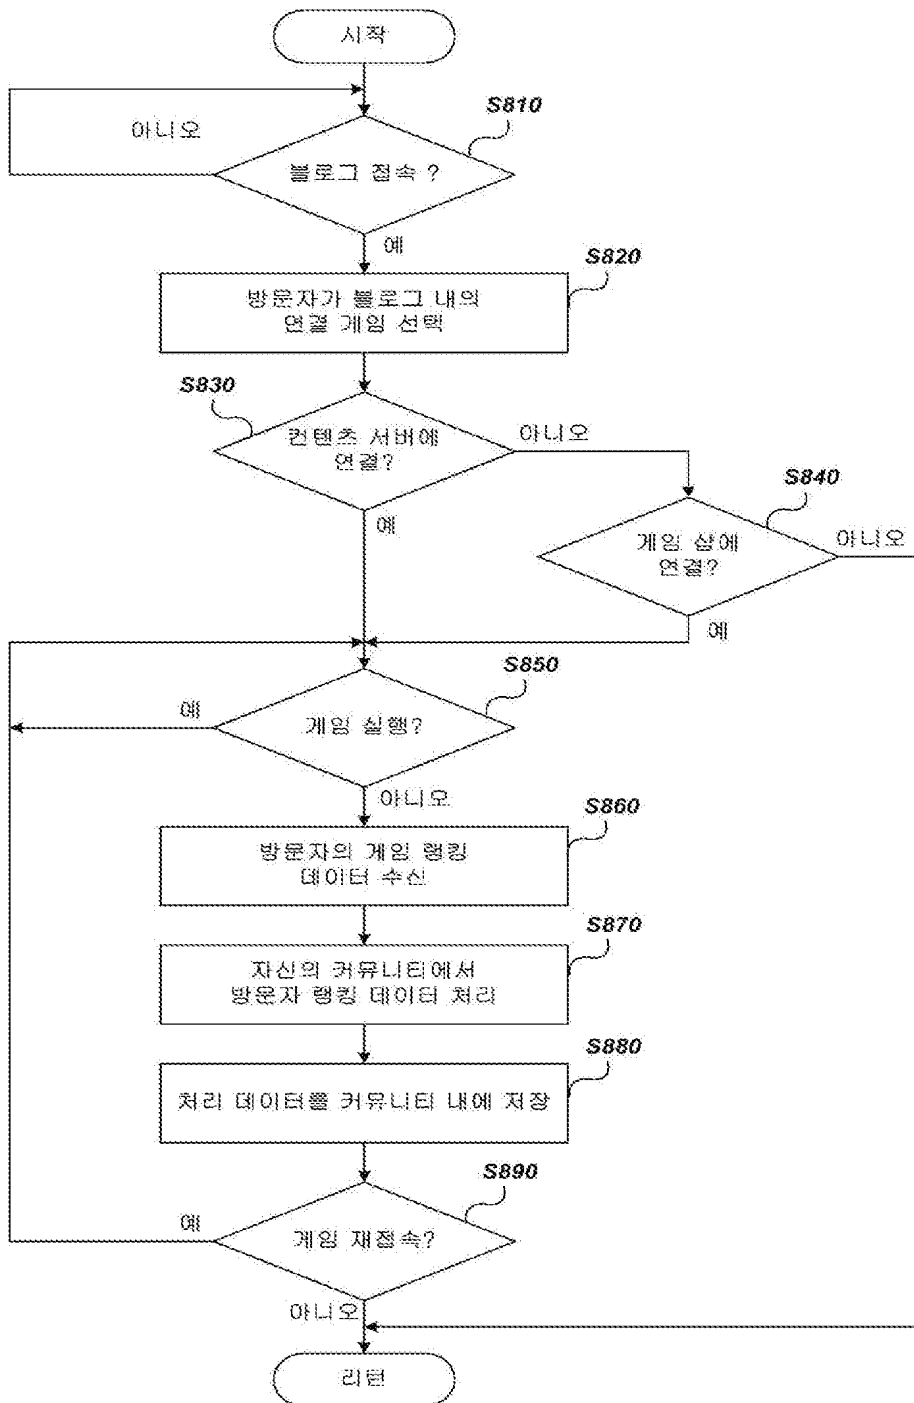 시작
S810
아니오
블로그 접속 ?
예
S820
방문자가 블로그 내의
연결 게임 선택
S830
컨텐츠 서버에
연결?
아니오
예
S840
게임 샵에
연결?
아니오
예
S850
게임 실행?
예
아니오
S860
방문자의 게임 랭킹
데이터 수신
S870
자신의 커뮤니티에서
방문자 랭킹 데이터 처리
S880
처리 데이터를 커뮤니티 내에 저장
S890
게임 재접속?
예
아니오
리턴